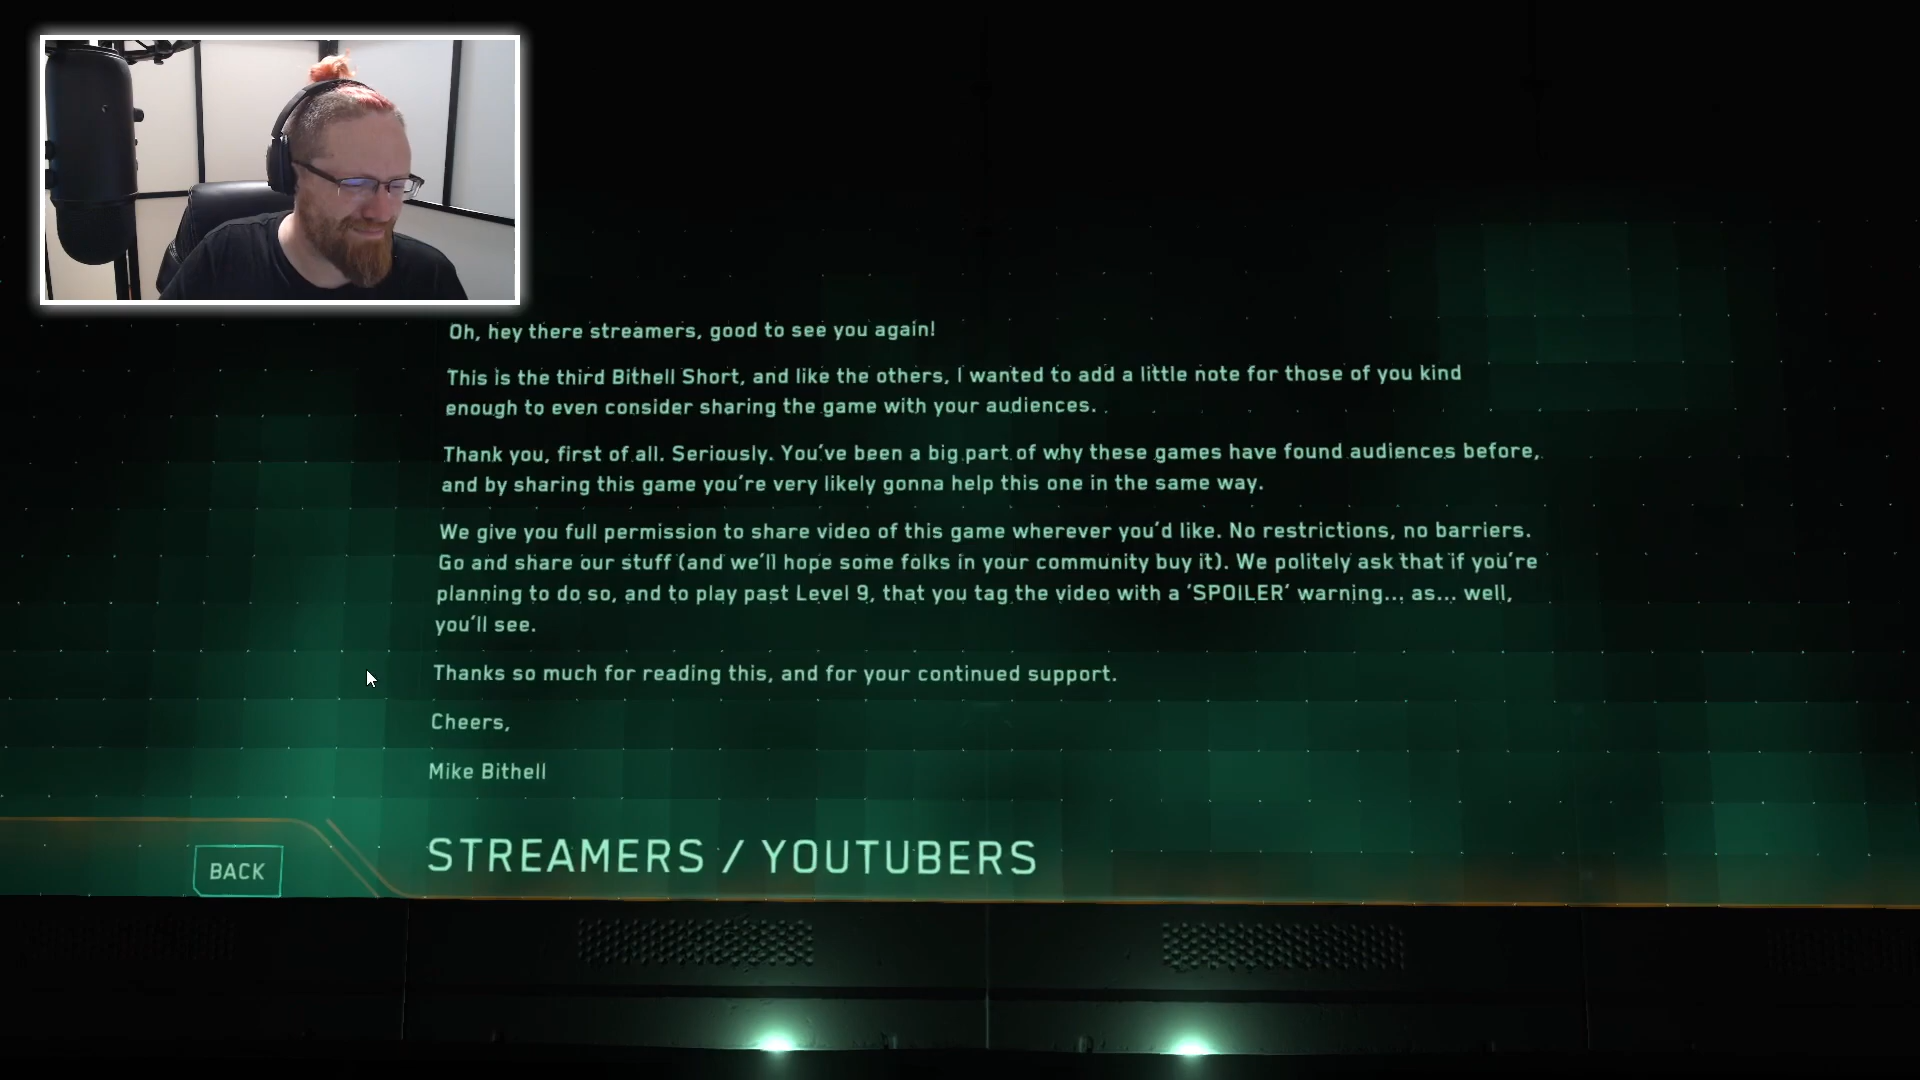 Oh, hey there streamers, good to see you again!
This is the third Bithell Short, and like the others, I wanted to add a little note for those of you kind
enough to even consider sharing the game with your audiences.
Thank you, first of all. Seriously. You've been a big part of why these games have found audiences before,
and by sharing this game you're very likely gonna help this one in the same way.
We give you full permission to share video of this game wherever you'd like. No restrictions, no barriers.
Go and share our stuff (and we'll hope some folks in your community buy it). We politely ask that if you're
planning to do so, and to play past Level 9, that you tag the video with a 'SPOILER' warning... as... well,
you'll see.
Thanks so much for reading this, and for your continued support.
Cheers,
Mike Bithell
STREAMERS / YOUTUBERS
BACK